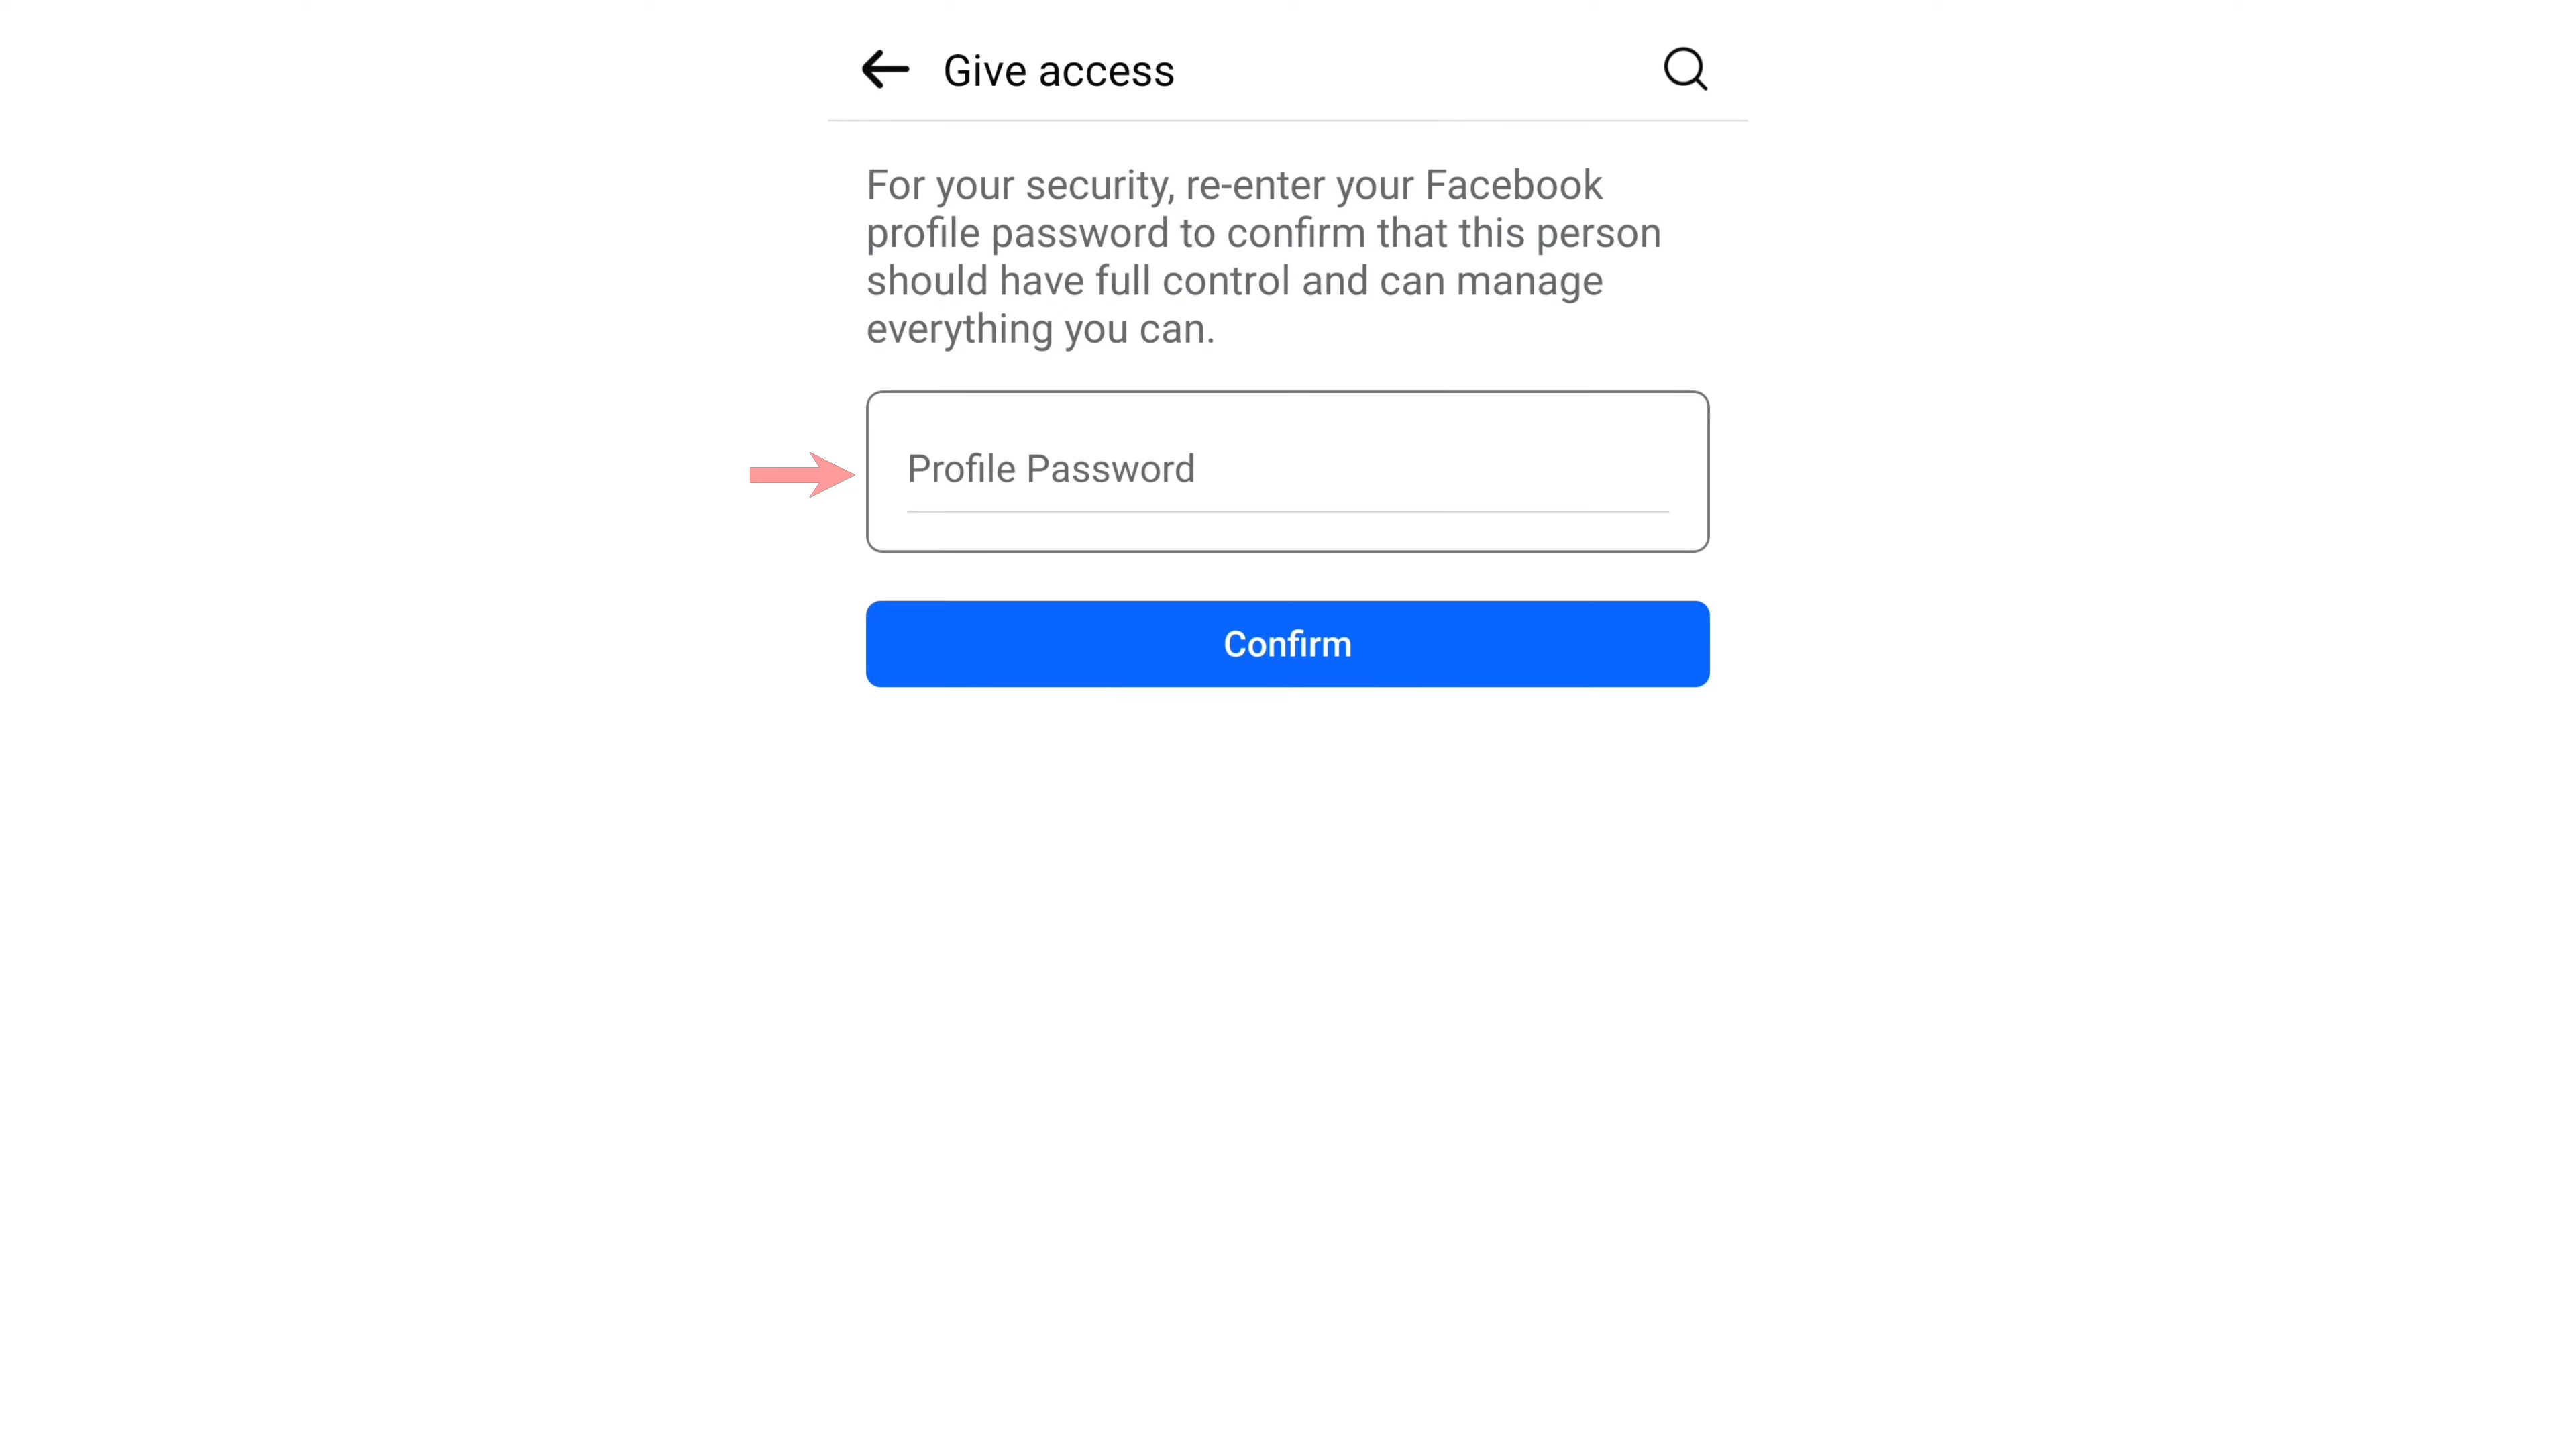 Give access
For your security, re-enter your Facebook
profile password to confirm that this person
should have full control and can manage
everything you can.
Profile Password
Confirm